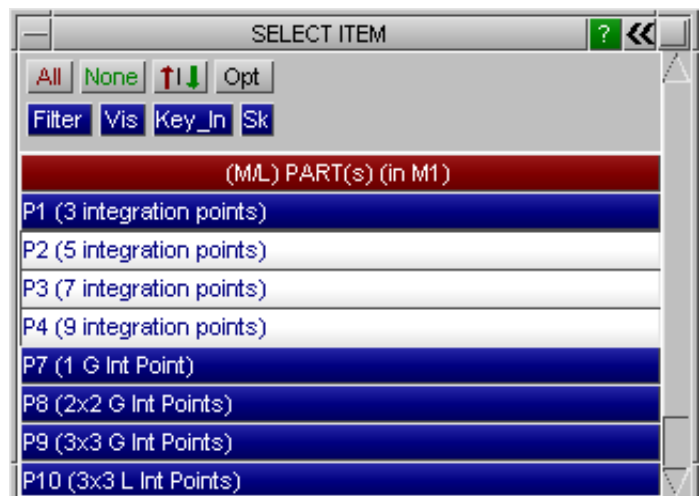 SELECT ITEM ?
All None Opt
Filter Vis Key_In Sk
(M/L) PART(s) (in M1)
P1 (3 integration points)
P2 (5 integration points)
P3 (7 integration points)
P4 (9 integration points)
P7 (1 G Int Point)
P8 (2x2 G Int Points)
P9 (3x3 G Int Points)
P10 (3x3 L Int Points)